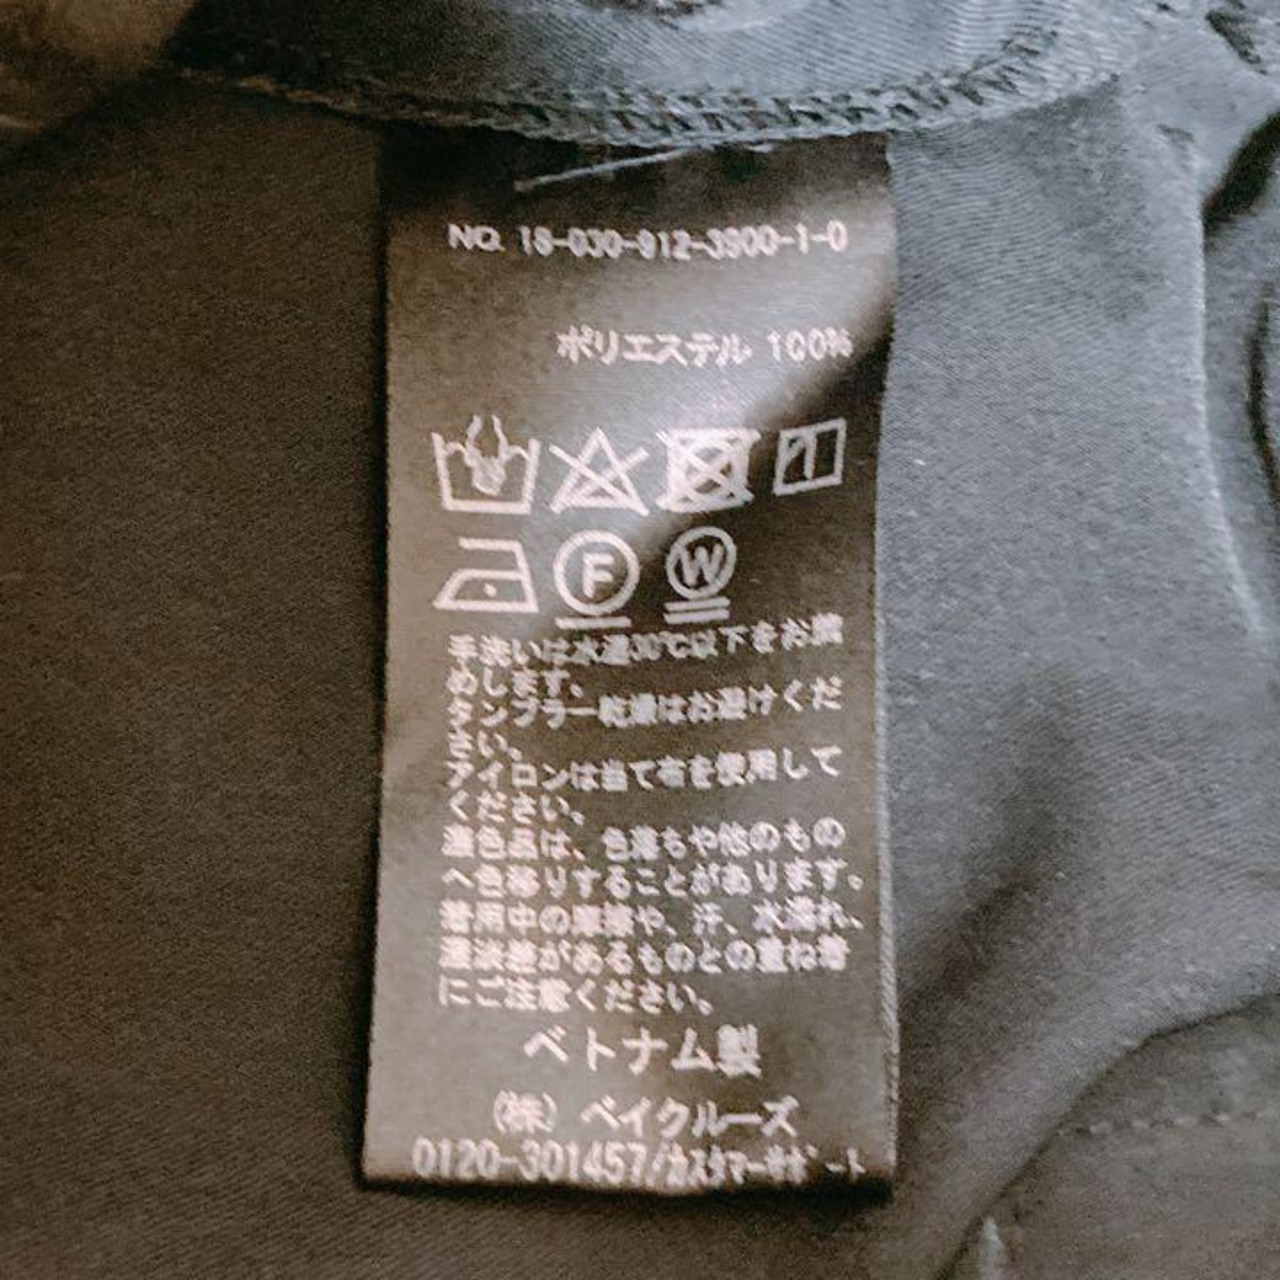 NO. 18-030-912-3900-1-0
ポリエステル 100%
F W
手洗いは水温30℃以下をお薦
めします。
タンブラー乾燥はお避けくだ
さい。
アイロンは当て布を使用して
ください。
濃色品は、色落ちや他のもの
へ色移りすることがあります。
着用中の摩擦や、汗、水濡れ、
濃淡差があるものとの重ね着
にご注意ください。
ベトナム製
(株) ベイクルーズ
0120-301457/カスタマーサポート